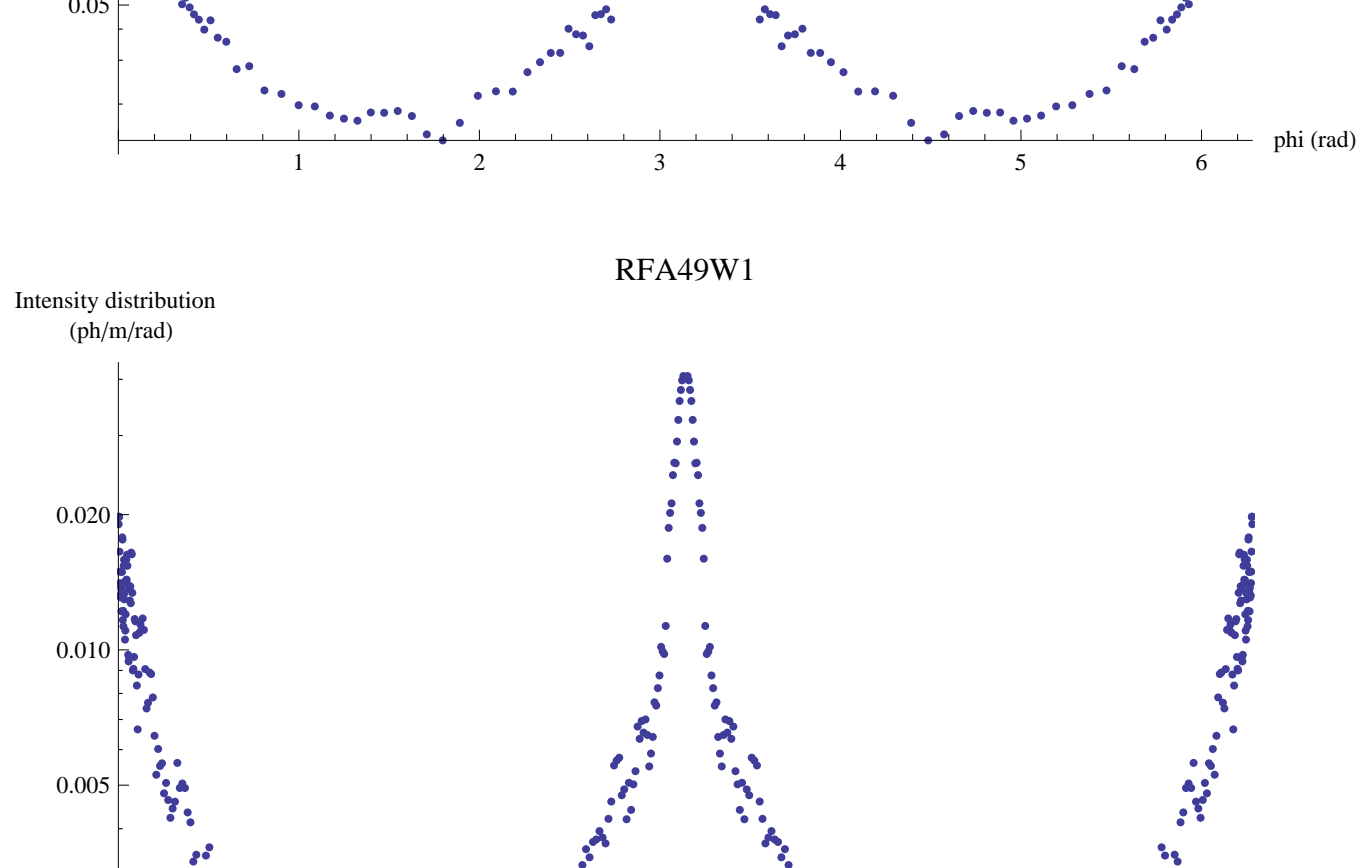 0.05
1 2 3 4 5 6
phi (rad)
RFA49W1
Intensity distribution
(ph/m/rad)
0.020
0.010
0.005